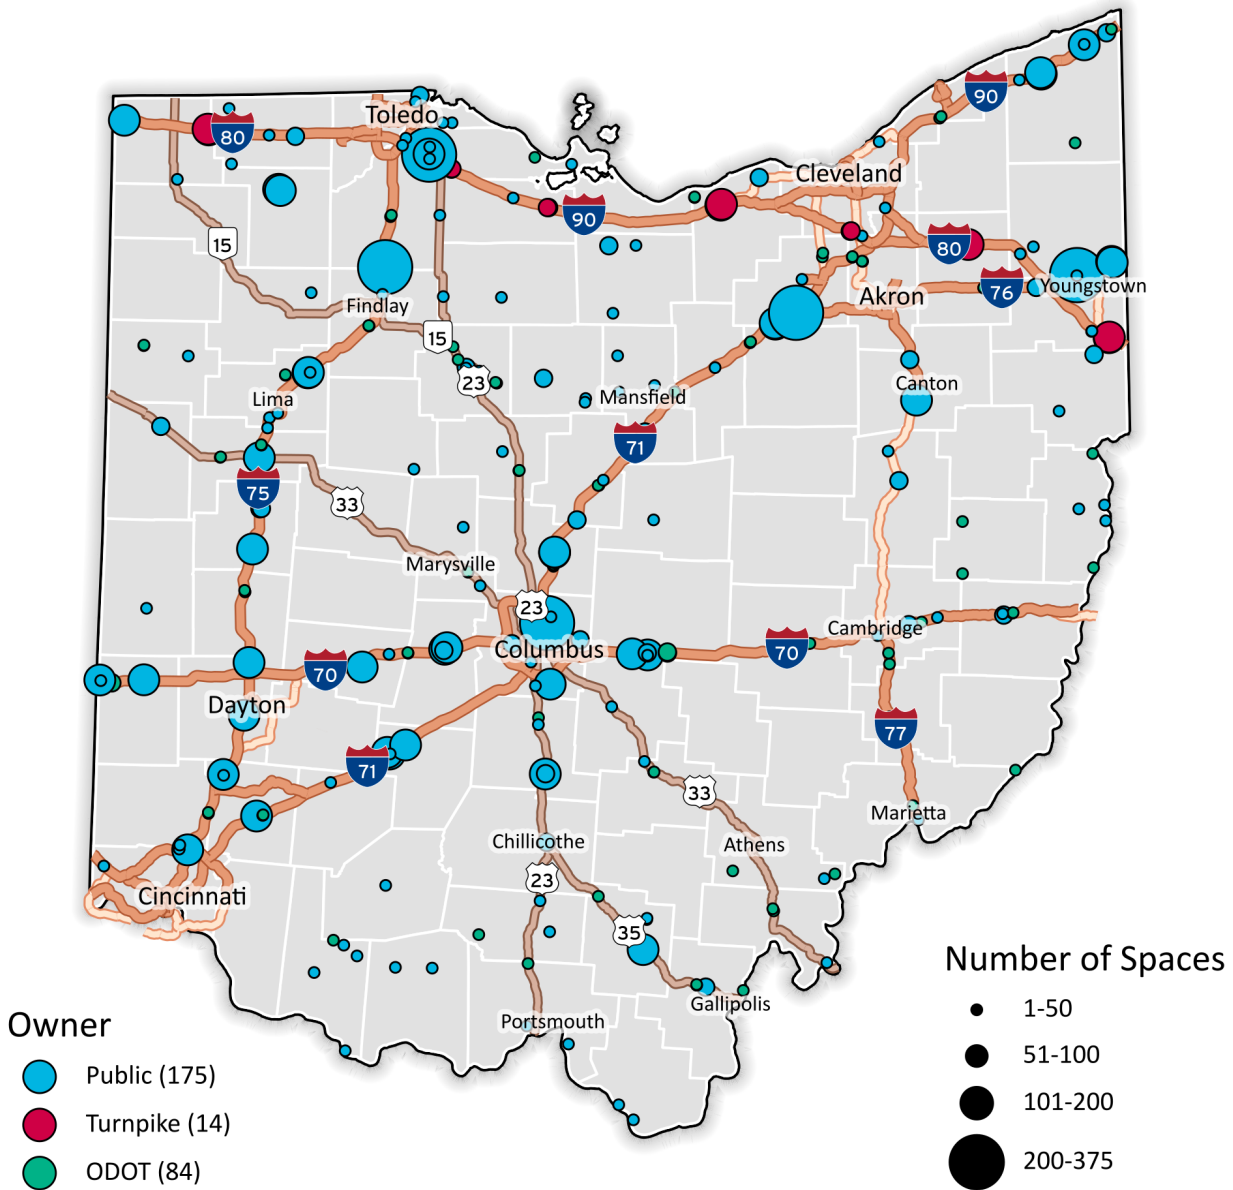 90
Toledo
80
Cleveland
90
15
80
76
Youngstown
Akron
Findlay
15
23
Canton
Lima
Mansfield
71
75
33
Marysville
23
Cambridge
Columbus
70
70
Dayton
77
71
33
Marietta
Chillicothe
Athens
23
Cincinnati
35
Gallipolis
Portsmouth
Number of Spaces
1-50
51-100
101-200
200-375
Owner
Public (175)
Turnpike (14)
ODOT (84)